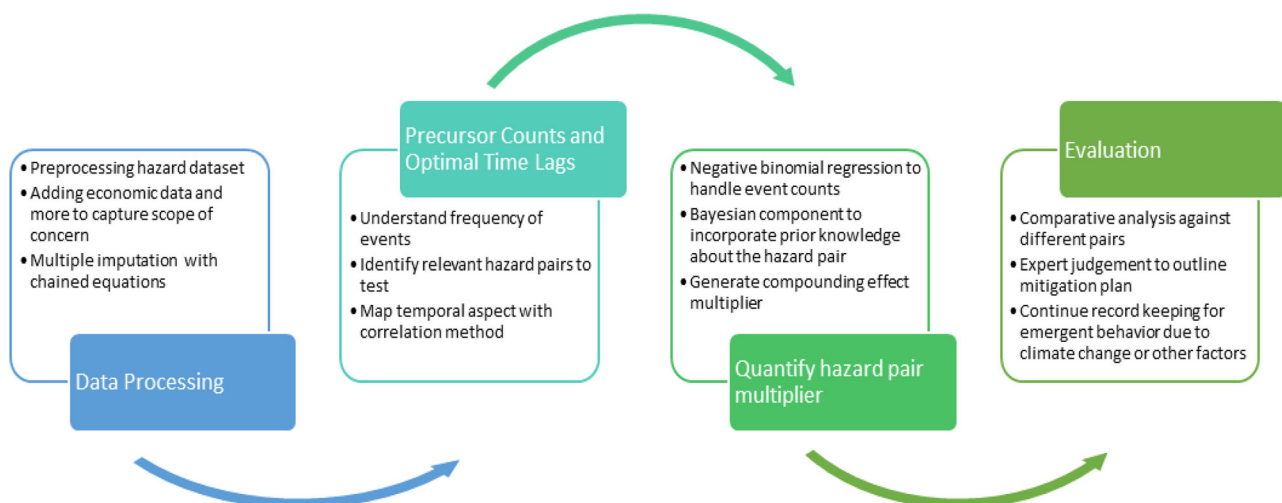 • Preprocessing hazard dataset
• Adding economic data and
more to capture scope of
concern
• Multiple imputation with
chained equations
Data Processing
Precursor Counts and
Optimal Time Lags
• Understand frequency of
events
• Identify relevant hazard pairs to
test
• Map temporal aspect with
correlation method
• Negative binomial regression to
handle event counts
• Bayesian component to
incorporate prior knowledge
about the hazard pair
• Generate compounding effect
multiplier
Quantify hazard pair
multiplier
Evaluation
• Comparative analysis against
different pairs
• Expert judgement to outline
mitigation plan
• Continue record keeping for
emergent behavior due to
climate change or other factors